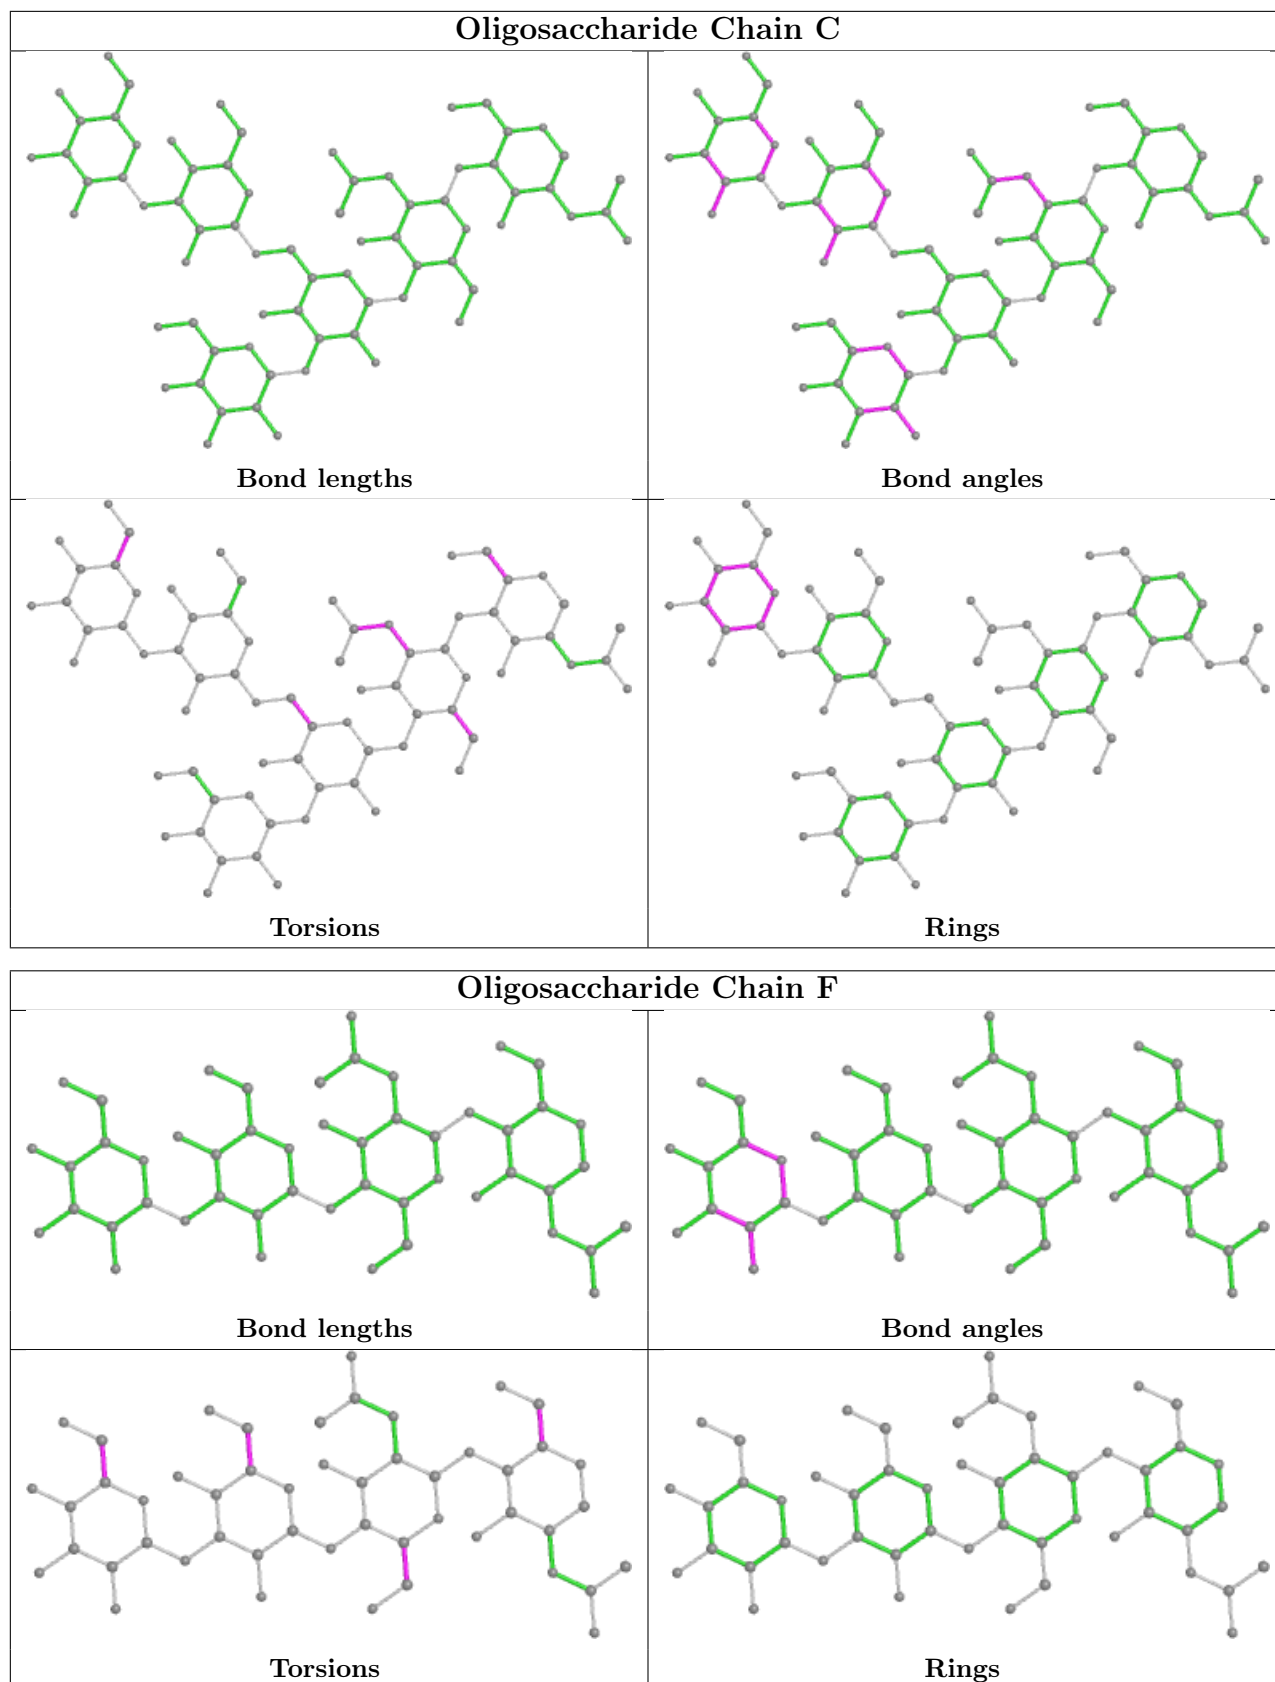 Oligosaccharide Chain C
Bond lengths
Bond angles
Torsions
Rings
Oligosaccharide Chain F
Bond lengths
Bond angles
Torsions
Rings